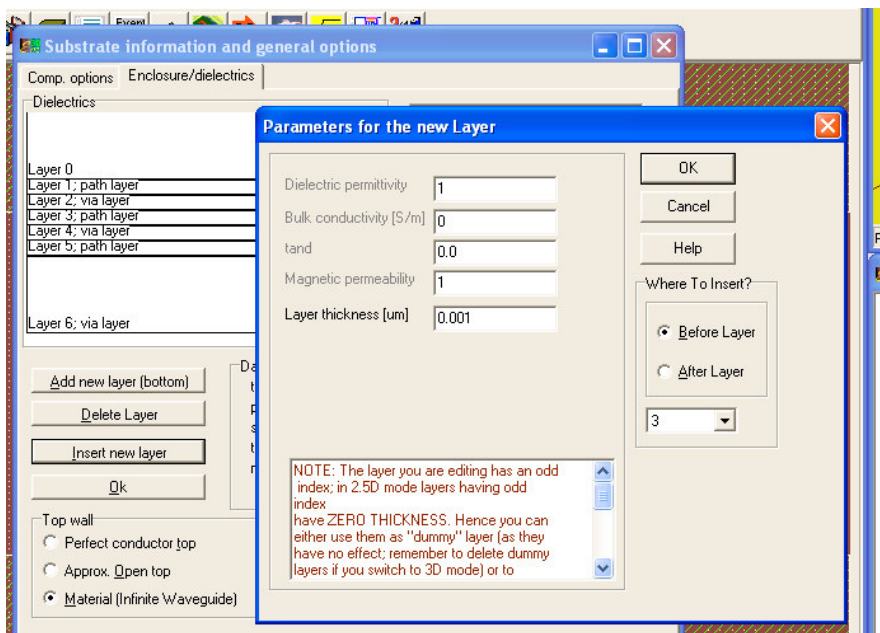 Substrate information and general options
Comp. options Enclosure/dielectrics
Dielectrics
Layer 0
Layer 1; path layer
Layer 2; via layer
Layer 3; path layer
Layer 4; via layer
Layer 5; path layer
Layer 6; via layer
Add new layer (bottom)
Delete Layer
Insert new layer
Ok
Top wall
Perfect conductor top
Approx. Open top
Material (Infinite Waveguide)
Parameters for the new Layer
Dielectric permittivity 1
Bulk conductivity [S/m] 0
tand 0.0
Magnetic permeability 1
Layer thickness [um] 0.001
NOTE: The layer you are editing has an odd
index; in 2.5D mode layers having odd
index
have ZERO THICKNESS. Hence you can
either use them as "dummy" layer (as they
have no effect; remember to delete dummy
layers if you switch to 3D mode) or to
OK
Cancel
Help
Where To Insert?
Before Layer
After Layer
3